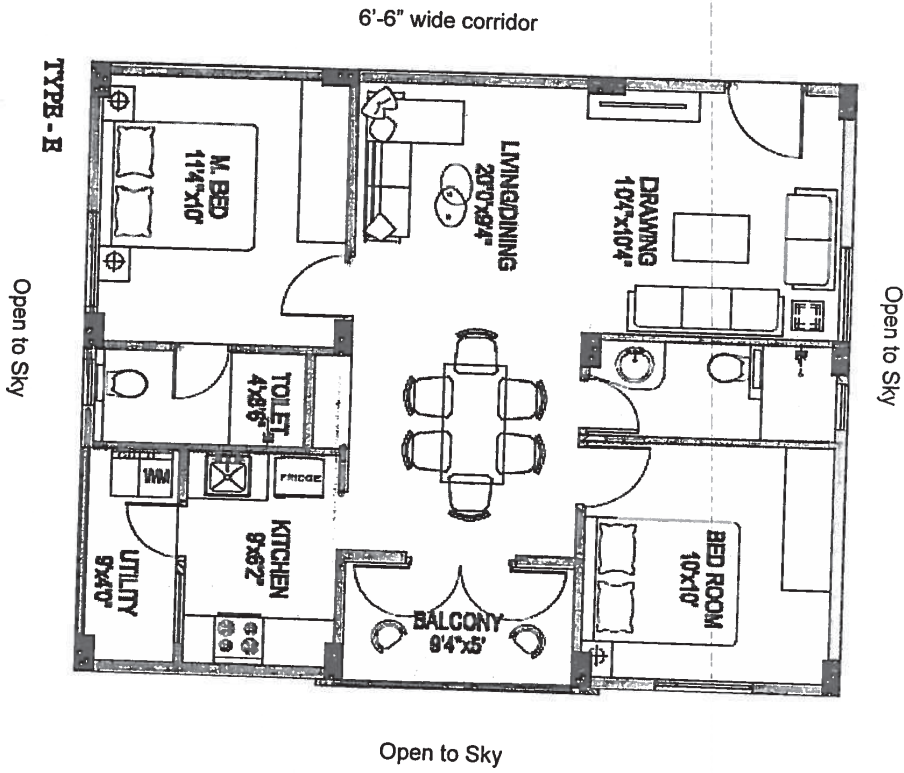 6'-6" wide corridor
TYPE - E
M. BED
11'4"x10'
LIVING/DINING
20'0"x9'4"
DRAWING
10'4"x10'4"
Open to Sky
Open to Sky
TOILET
4'x8'6"
WM
FRIDGE
KITCHEN
9'x6'2"
UTILITY
9'x4'0"
BED ROOM
10'x10'
BALCONY
9'4"x5'
Open to Sky